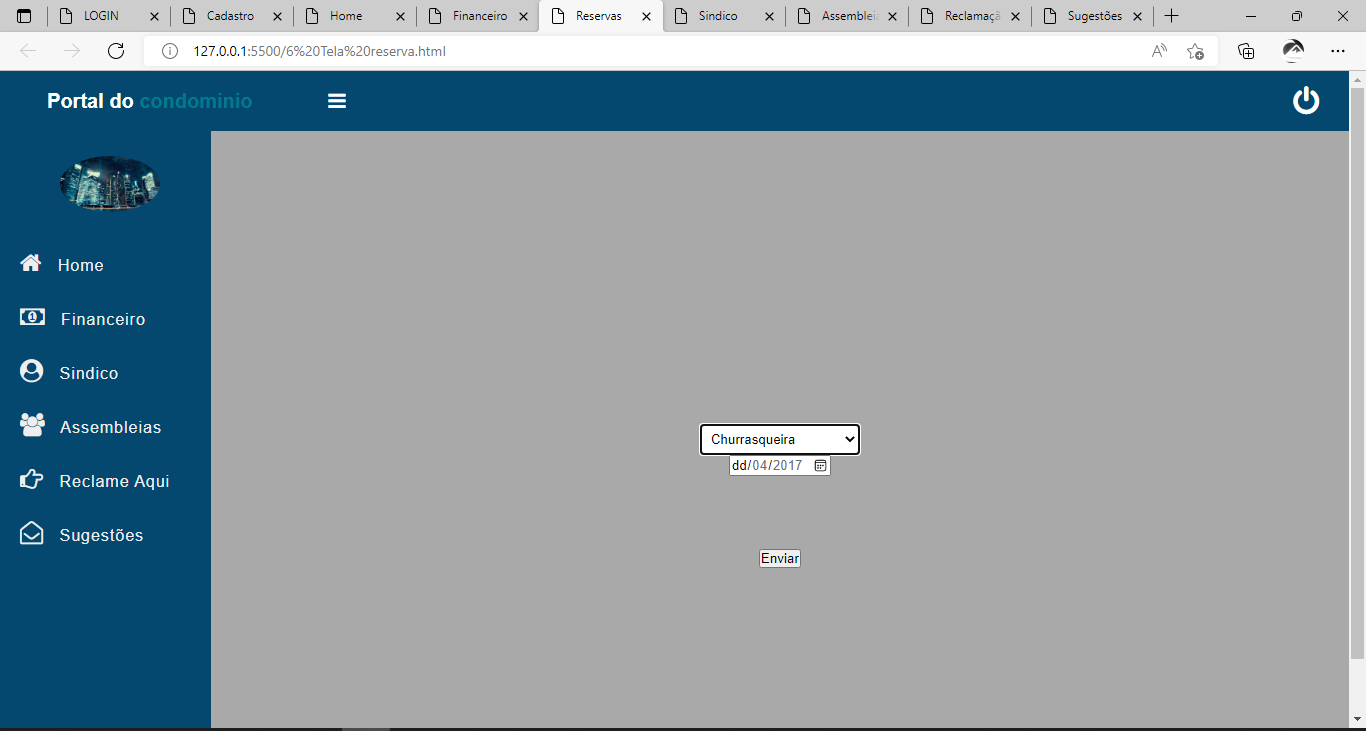 LOGIN Cadastro Home Financeiro Reservas Sindico Assembleia Reclamaçã Sugestões
127.0.0.1:5500/6%20Tela%20reserva.html
Portal do condominio
Home
Financeiro
Sindico
Assembleias
Reclame Aqui
Sugestões
Churrasqueira
dd/04/2017
Enviar